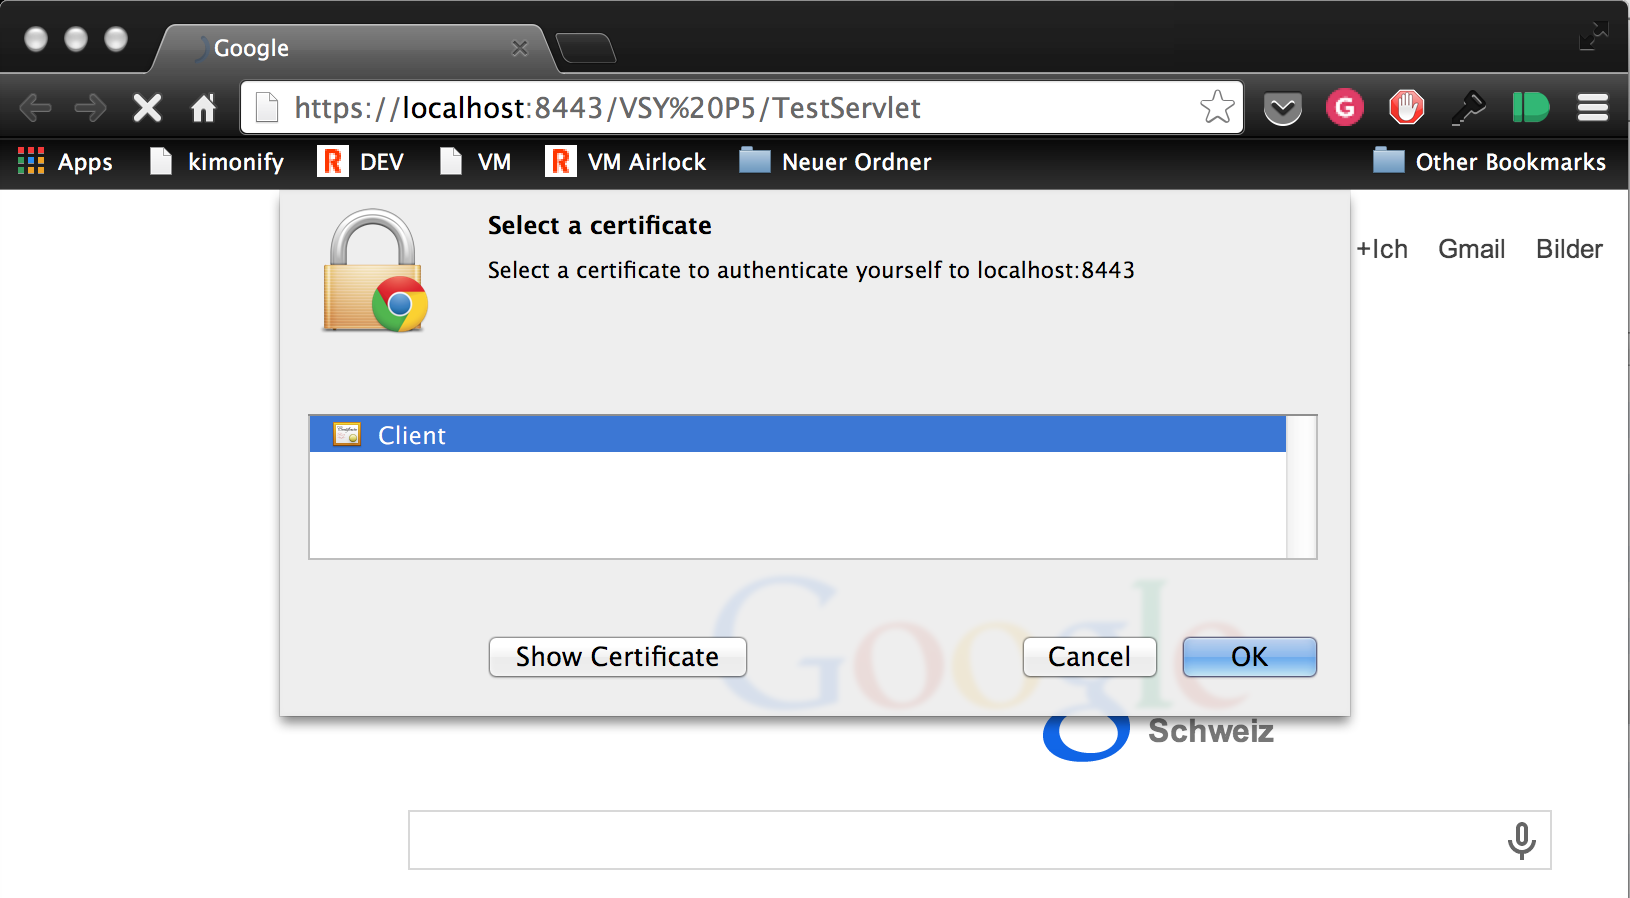 Google
https://localhost:8443/VSY%20P5/TestServlet
G
Apps kimonify R DEV VM R VM Airlock Neuer Ordner Other Bookmarks
Select a certificate
Select a certificate to authenticate yourself to localhost:8443
+Ich Gmail Bilder
Client
Google
Show Certificate Cancel OK
Schweiz